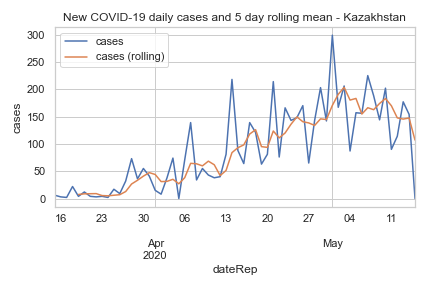 New COVID-19 daily cases and 5 day rolling mean - Kazakhstan
cases
cases (rolling)
cases
300
250
200
150
100
50
0
16 23 30 06 13 20 27 04 11
Apr May
2020
dateRep